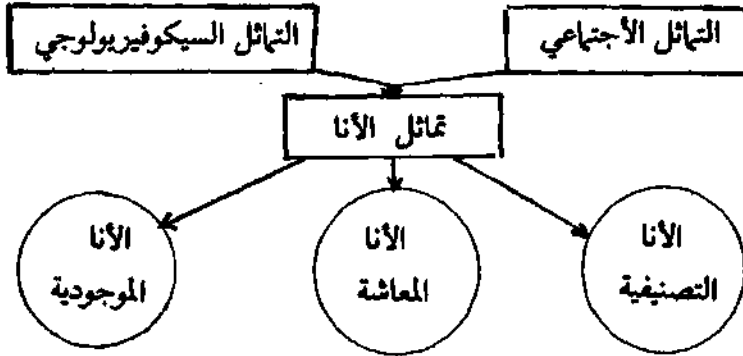 التماثل الأجتماعي
التماثل السيكوفيزيولوجي
تماثل الأنا
الأنا
التصنيفية
الأنا
المعاشة
الأنا
الموجودية